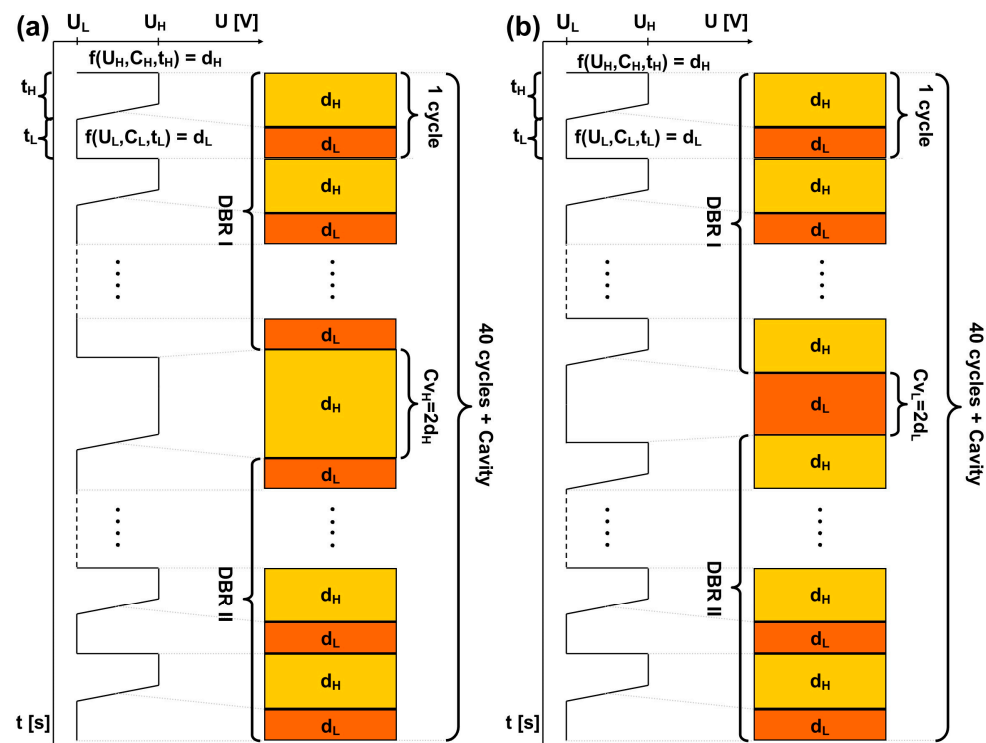 (a)
U_L U_H U [V]
f(U_H,C_H,t_H) = d_H
t_H
t_L
f(U_L,C_L,t_L) = d_L
d_H
d_L
d_H
d_L
1 cycle
DBR I
d_L
d_H
d_L
Cv_H=2d_H
40 cycles + Cavity
DBR II
d_H
d_L
d_H
d_L
t [s]
(b)
U_L U_H U [V]
f(U_H,C_H,t_H) = d_H
t_H
t_L
f(U_L,C_L,t_L) = d_L
d_H
d_L
d_H
d_L
1 cycle
DBR I
d_H
d_L
d_H
Cv_L=2d_L
40 cycles + Cavity
DBR II
d_H
d_L
d_H
d_L
t [s]